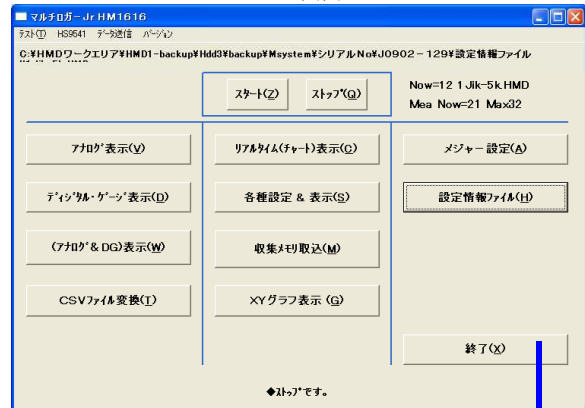 マルチロガーJr HM1616
テスト(T) HS9541 データ送信 バージョン
C:¥HMDワークエリア¥HMD1-backup¥Hdd3¥backup¥Msystem¥シリアルNo¥J0902－129¥設定情報ファイル
スタート(Z) ストップ(Q)
Now=12 1 Jik-5k.HMD
Mea Now=21 Max32
アナログ表示(V) リアルタイム(チャート)表示(C) メジャー設定(A)
ディジタル・ゲージ表示(D) 各種設定 & 表示(S) 設定情報ファイル(H)
(アナログ& DG)表示(W) 収集メモリ取込(M)
CSVファイル変換(T) XYグラフ表示 (G)
終了(X)
◆ストップです。